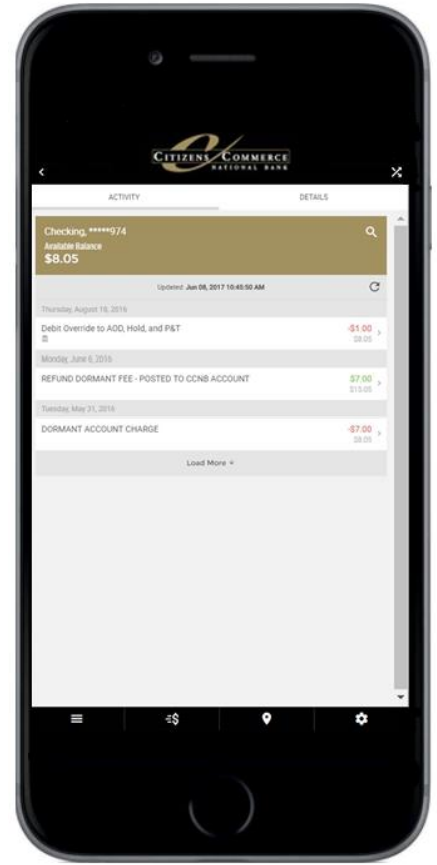 CITIZENS COMMERCE
NATIONAL BANK
ACTIVITY DETAILS
Checking, *****974
Available Balance
$8.05
Updated: Jun 08, 2017 10:45:50 AM
Thursday, August 18, 2016
Debit Override to AOD, Hold, and P&T -$1.00
$8.05
Monday, June 6, 2016
REFUND DORMANT FEE - POSTED TO CCNB ACCOUNT $7.00
$15.05
Tuesday, May 31, 2016
DORMANT ACCOUNT CHARGE -$7.00
$8.05
Load More